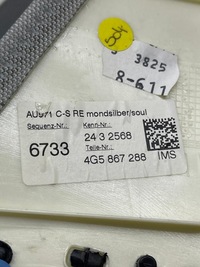 54
3825
8-611
AU571 C-S RE mondsilber/soul
Sequenz-Nr.: Kenn-Nr.:
6733 24 3 2568
Teile-Nr.:
4G5 867 288 IMS